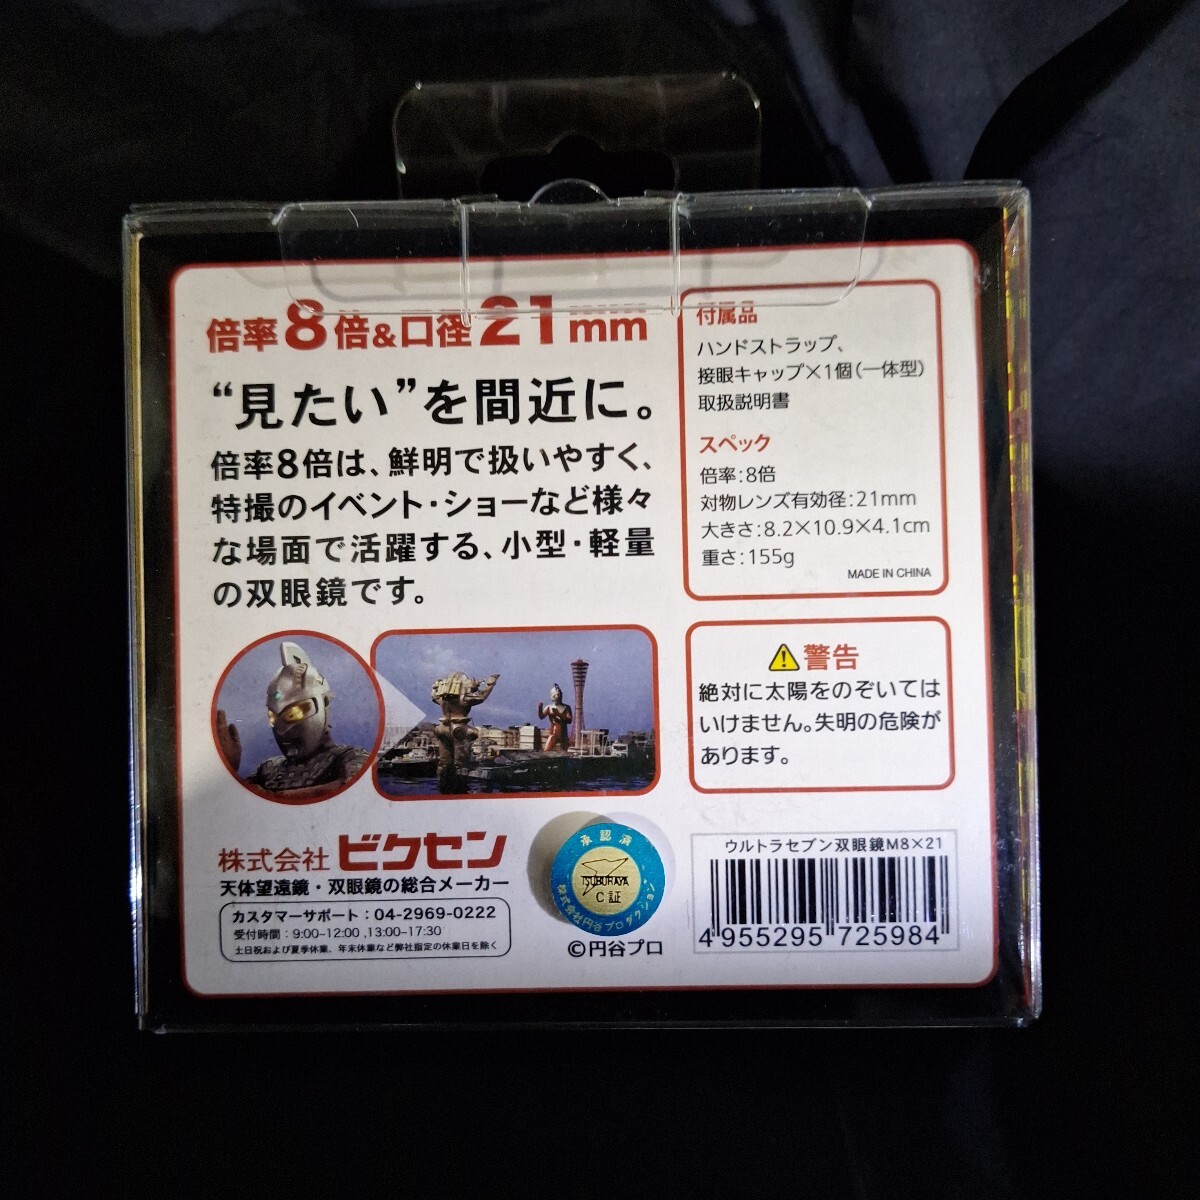 倍率8倍&口径21mm
“見たい”を間近に。
倍率8倍は、鮮明で扱いやすく、
特撮のイベント・ショーなど様々
な場面で活躍する、小型・軽量
の双眼鏡です。
付属品
ハンドストラップ、
接眼キャップ×1個(一体型)
取扱説明書
スペック
倍率:8倍
対物レンズ有効径:21mm
大きさ:8.2×10.9×4.1cm
重さ:155g
MADE IN CHINA
警告
絶対に太陽をのぞいては
いけません。失明の危険が
あります。
株式会社 ビクセン
天体望遠鏡・双眼鏡の総合メーカー
カスタマーサポート:04-2969-0222
受付時間:9:00-12:00 ,13:00-17:30
土日祝および夏季休業、年末休業など弊社指定の休業日を除く
承認済
TSUBURAYA
C証
株式会社円谷プロダクション
©円谷プロ
ウルトラセブン双眼鏡M8×21
4 955295 725984